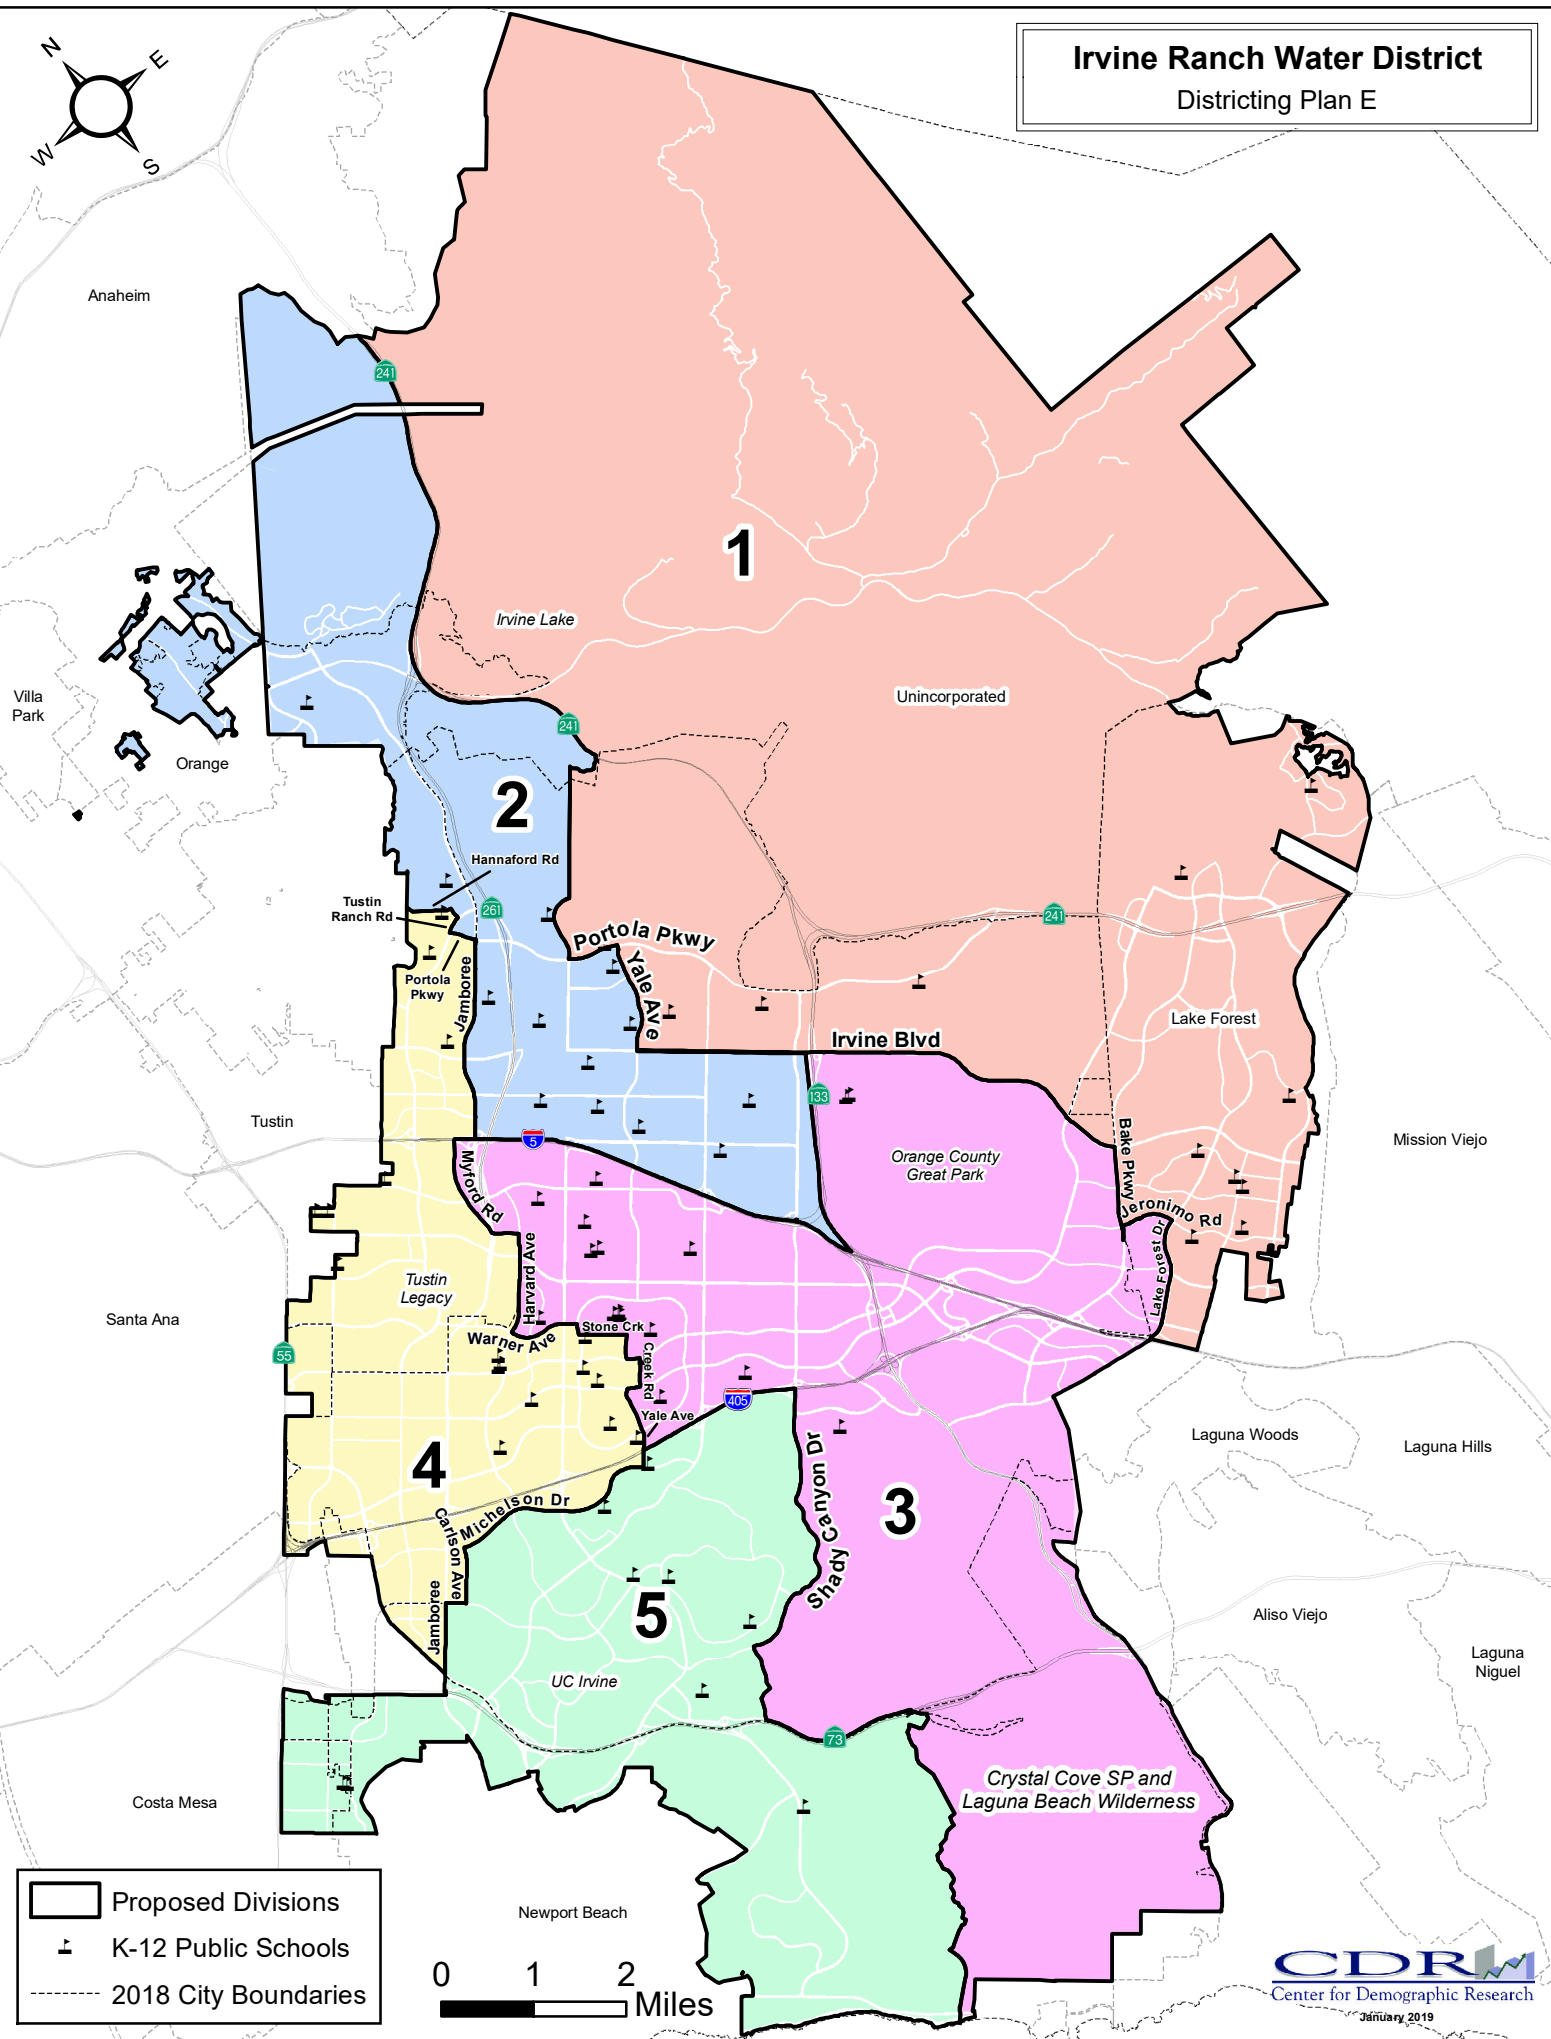 Irvine Ranch Water District
Districting Plan E
N
E
W
S
Anaheim
241
1
Irvine Lake
Unincorporated
Villa
Park
Orange
241
2
Hannaford Rd
Tustin
Ranch Rd
261
241
Portola Pkwy
Yale Ave
Portola
Pkwy
Jamboree
Lake Forest
Irvine Blvd
133
Tustin
5
Bake Pkwy
Mission Viejo
Orange County
Great Park
Myford Rd
Jeronimo Rd
Lake Forest Dr
Harvard Ave
Tustin
Legacy
Santa Ana
Stone Crk
Warner Ave
Creek Rd
55
405
Yale Ave
Laguna Woods
Laguna Hills
4
Shady Canyon Dr
3
Michelson Dr
Carlson Ave
Jamboree
5
Aliso Viejo
Laguna
Niguel
UC Irvine
73
Crystal Cove SP and
Laguna Beach Wilderness
Costa Mesa
Newport Beach
Proposed Divisions
K-12 Public Schools
2018 City Boundaries
0 1 2
Miles
CDR
Center for Demographic Research
January 2019